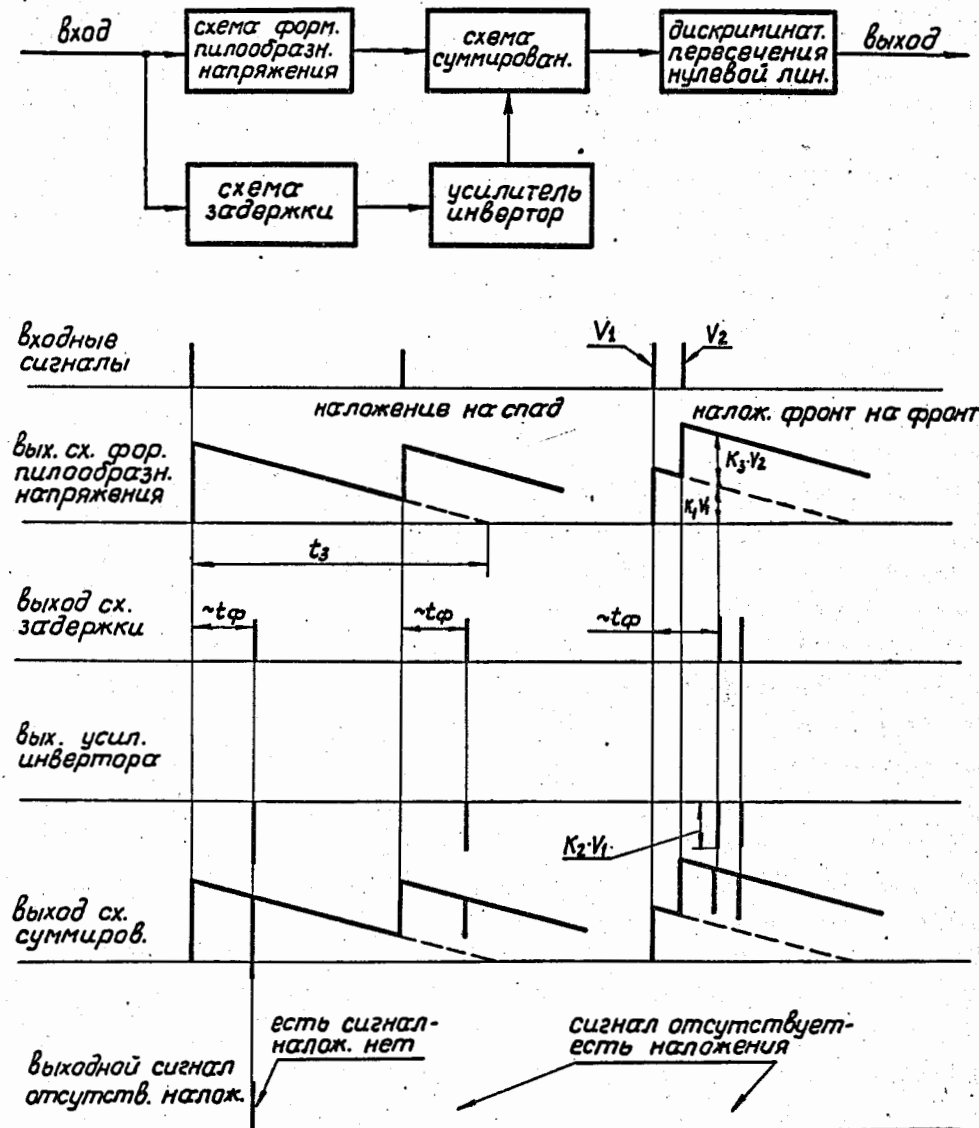 вход
схема форм.
пилообразн.
напряжения
схема
суммирован.
дискриминат.
пересечения
нулевой лин.
выход
схема
задержки
усилитель
инвертор
входные
сигналы
V1
V2
наложение на спад
налож. фронт на фронт
вых. сх. фор.
пилообразн.
напряжения
K3·V2
K1V1
tз
выход сх.
задержки
~tф
~tф
~tф
вых. усил.
инвертора
K2·V1
выход сх.
суммиров.
есть сигнал-
налож. нет
сигнал отсутствует-
есть наложения
выходной сигнал
отсутств. налож.